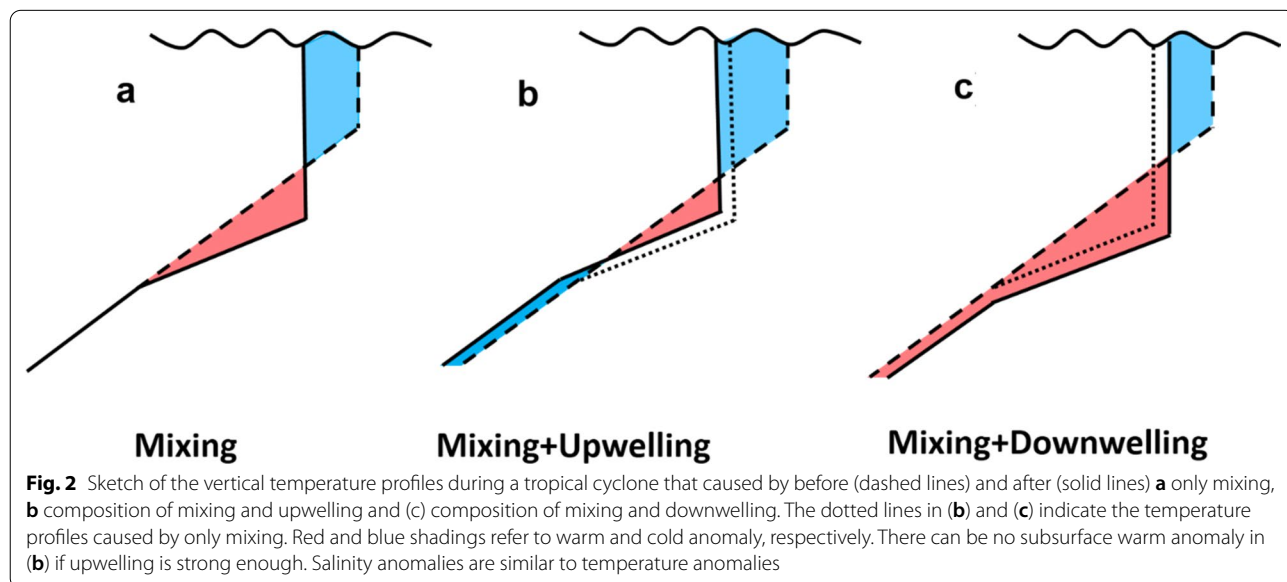 a b c
Mixing Mixing+Upwelling Mixing+Downwelling
Fig. 2 Sketch of the vertical temperature profiles during a tropical cyclone that caused by before (dashed lines) and after (solid lines) a only mixing,
b composition of mixing and upwelling and (c) composition of mixing and downwelling. The dotted lines in (b) and (c) indicate the temperature
profiles caused by only mixing. Red and blue shadings refer to warm and cold anomaly, respectively. There can be no subsurface warm anomaly in
(b) if upwelling is strong enough. Salinity anomalies are similar to temperature anomalies